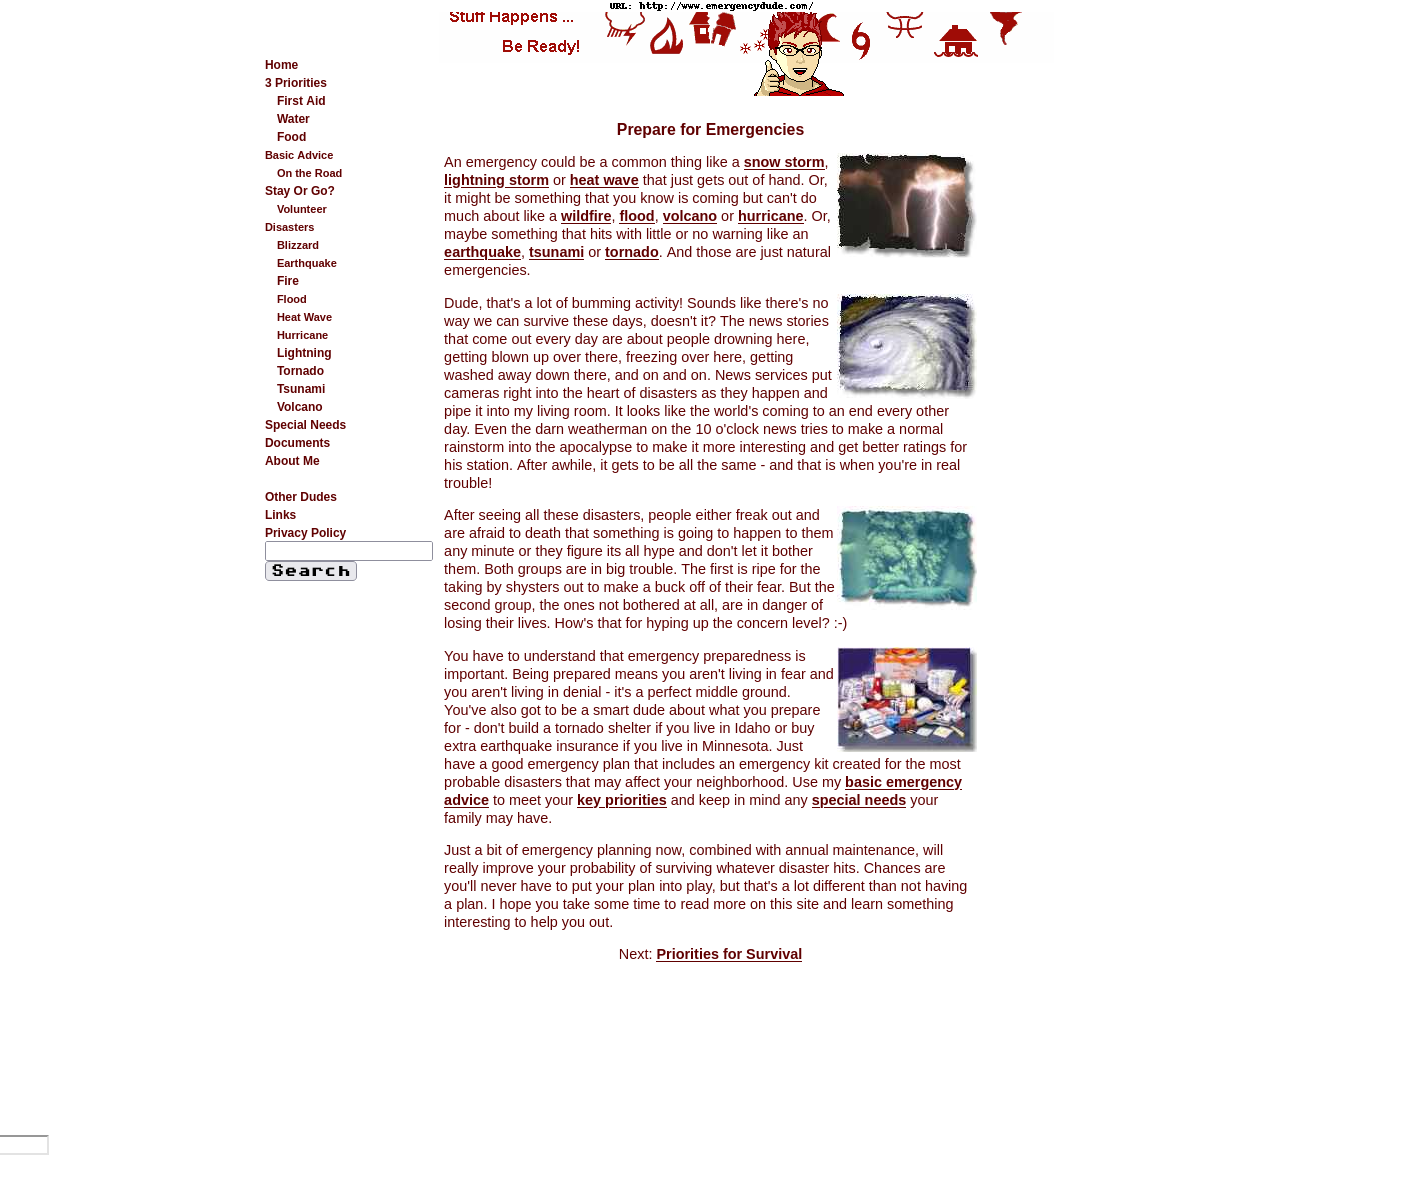 URL: http://www.emergencydude.com/
Stuff Happens ...
Be Ready!
Home
3 Priorities
First Aid
Water
Food
Basic Advice
On the Road
Stay Or Go?
Volunteer
Disasters
Blizzard
Earthquake
Fire
Flood
Heat Wave
Hurricane
Lightning
Tornado
Tsunami
Volcano
Special Needs
Documents
About Me
Other Dudes
Links
Privacy Policy
Search
Prepare for Emergencies
An emergency could be a common thing like a snow storm,
lightning storm or heat wave that just gets out of hand. Or,
it might be something that you know is coming but can't do
much about like a wildfire, flood, volcano or hurricane. Or,
maybe something that hits with little or no warning like an
earthquake, tsunami or tornado. And those are just natural
emergencies.
Dude, that's a lot of bumming activity! Sounds like there's no
way we can survive these days, doesn't it? The news stories
that come out every day are about people drowning here,
getting blown up over there, freezing over here, getting
washed away down there, and on and on. News services put
cameras right into the heart of disasters as they happen and
pipe it into my living room. It looks like the world's coming to an end every other
day. Even the darn weatherman on the 10 o'clock news tries to make a normal
rainstorm into the apocalypse to make it more interesting and get better ratings for
his station. After awhile, it gets to be all the same - and that is when you're in real
trouble!
After seeing all these disasters, people either freak out and
are afraid to death that something is going to happen to them
any minute or they figure its all hype and don't let it bother
them. Both groups are in big trouble. The first is ripe for the
taking by shysters out to make a buck off of their fear. But the
second group, the ones not bothered at all, are in danger of
losing their lives. How's that for hyping up the concern level? :-)
You have to understand that emergency preparedness is
important. Being prepared means you aren't living in fear and
you aren't living in denial - it's a perfect middle ground.
You've also got to be a smart dude about what you prepare
for - don't build a tornado shelter if you live in Idaho or buy
extra earthquake insurance if you live in Minnesota. Just
have a good emergency plan that includes an emergency kit created for the most
probable disasters that may affect your neighborhood. Use my basic emergency
advice to meet your key priorities and keep in mind any special needs your
family may have.
Just a bit of emergency planning now, combined with annual maintenance, will
really improve your probability of surviving whatever disaster hits. Chances are
you'll never have to put your plan into play, but that's a lot different than not having
a plan. I hope you take some time to read more on this site and learn something
interesting to help you out.
Next: Priorities for Survival